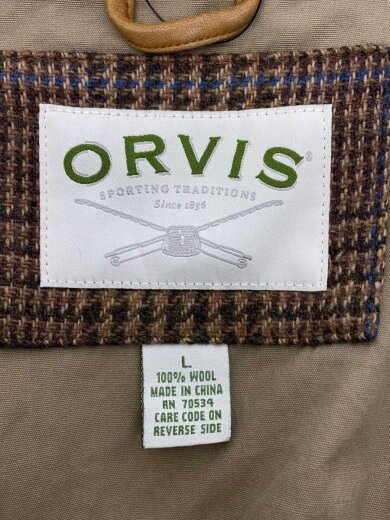 ORVIS®
SPORTING TRADITIONS
Since 1856
L
100% WOOL
MADE IN CHINA
RN 70534
CARE CODE ON
REVERSE SIDE